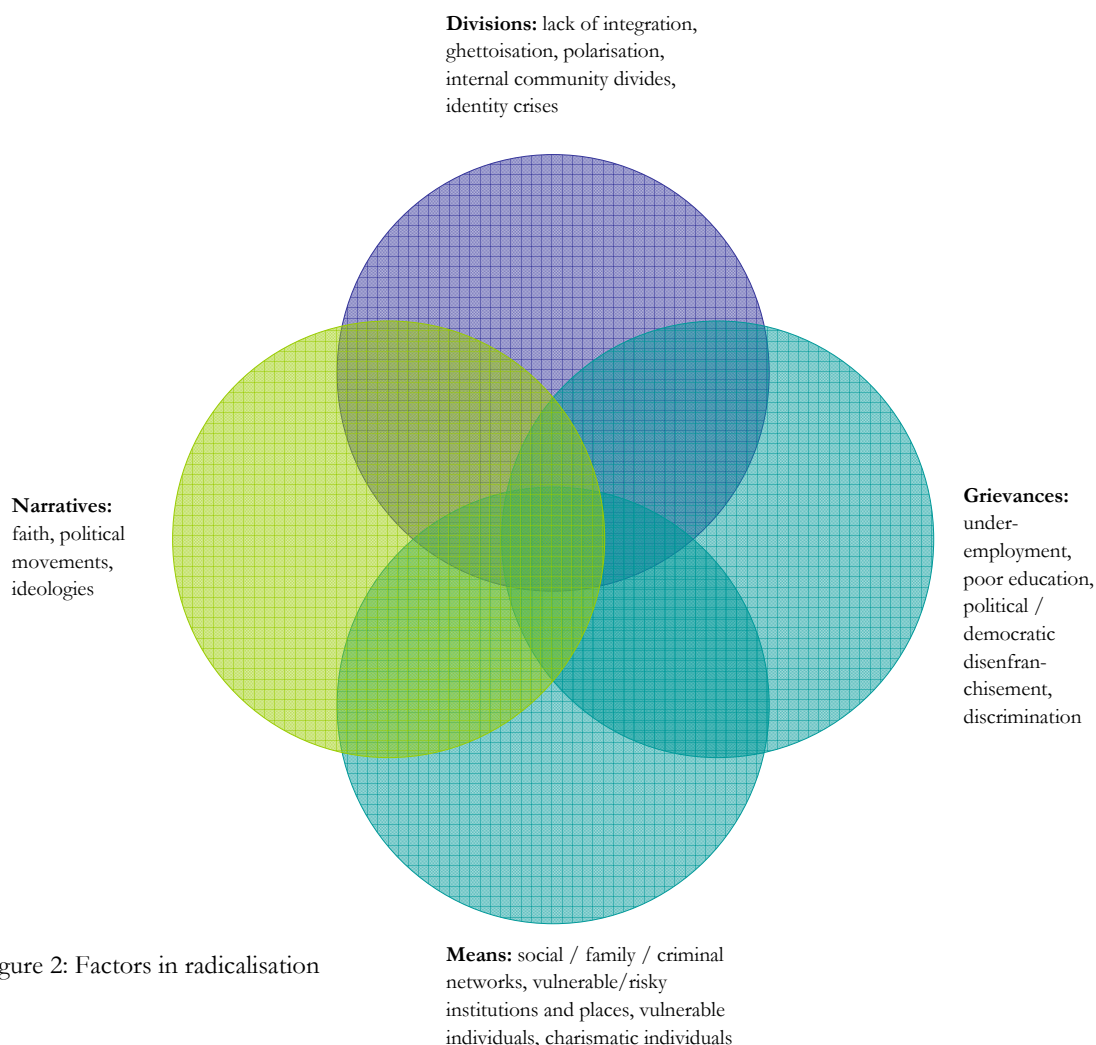 Divisions: lack of integration,
ghettoisation, polarisation,
internal community divides,
identity crises
Narratives:
faith, political
movements,
ideologies
Grievances:
under-
employment,
poor education,
political /
democratic
disenfran-
chisement,
discrimination
gure 2: Factors in radicalisation
Means: social / family / criminal
networks, vulnerable/risky
institutions and places, vulnerable
individuals, charismatic individuals